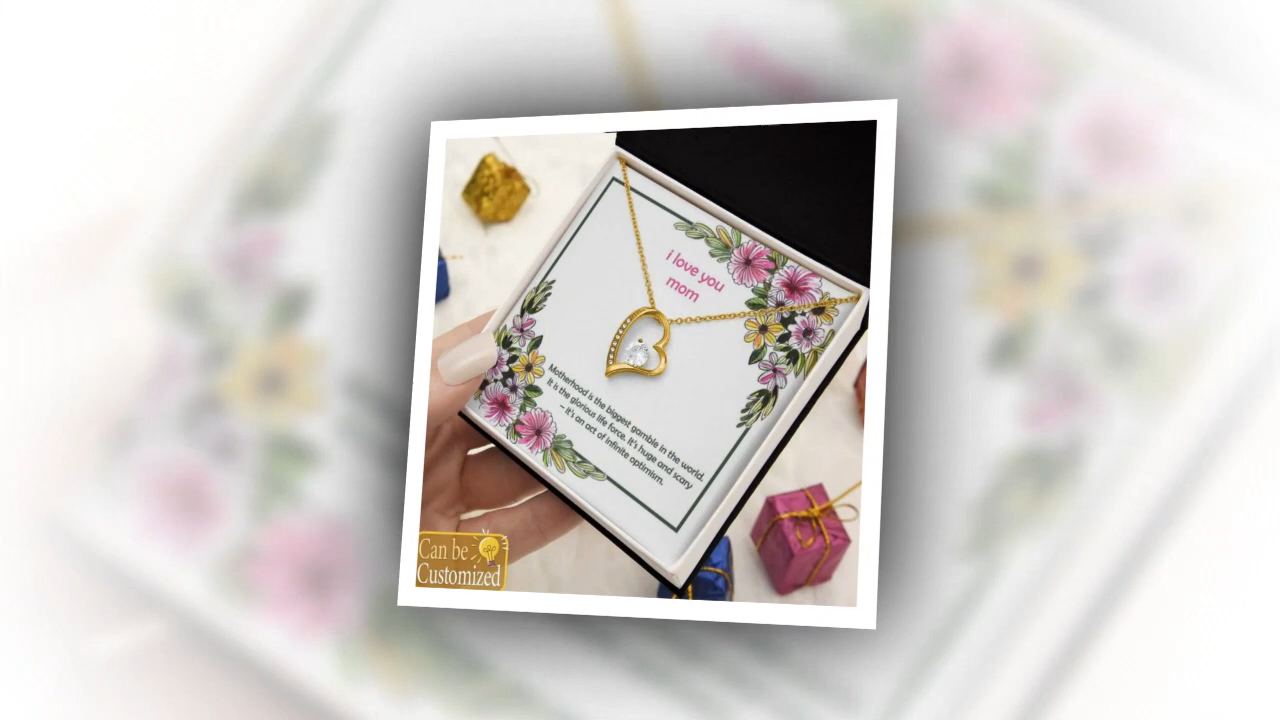 i love you
mom
Motherhood is the biggest gamble in the world.
It is the glorious life force. It's huge and scary
– it's an act of infinite optimism.
Can be
Customized